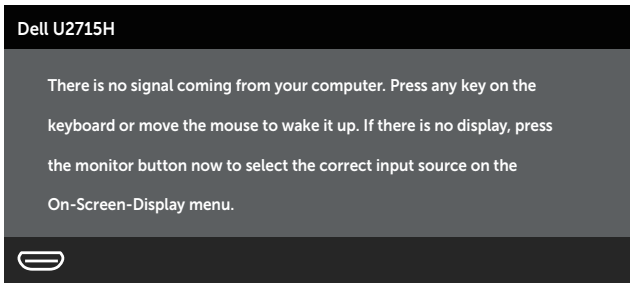 Dell U2715H
There is no signal coming from your computer. Press any key on the
keyboard or move the mouse to wake it up. If there is no display, press
the monitor button now to select the correct input source on the
On-Screen-Display menu.